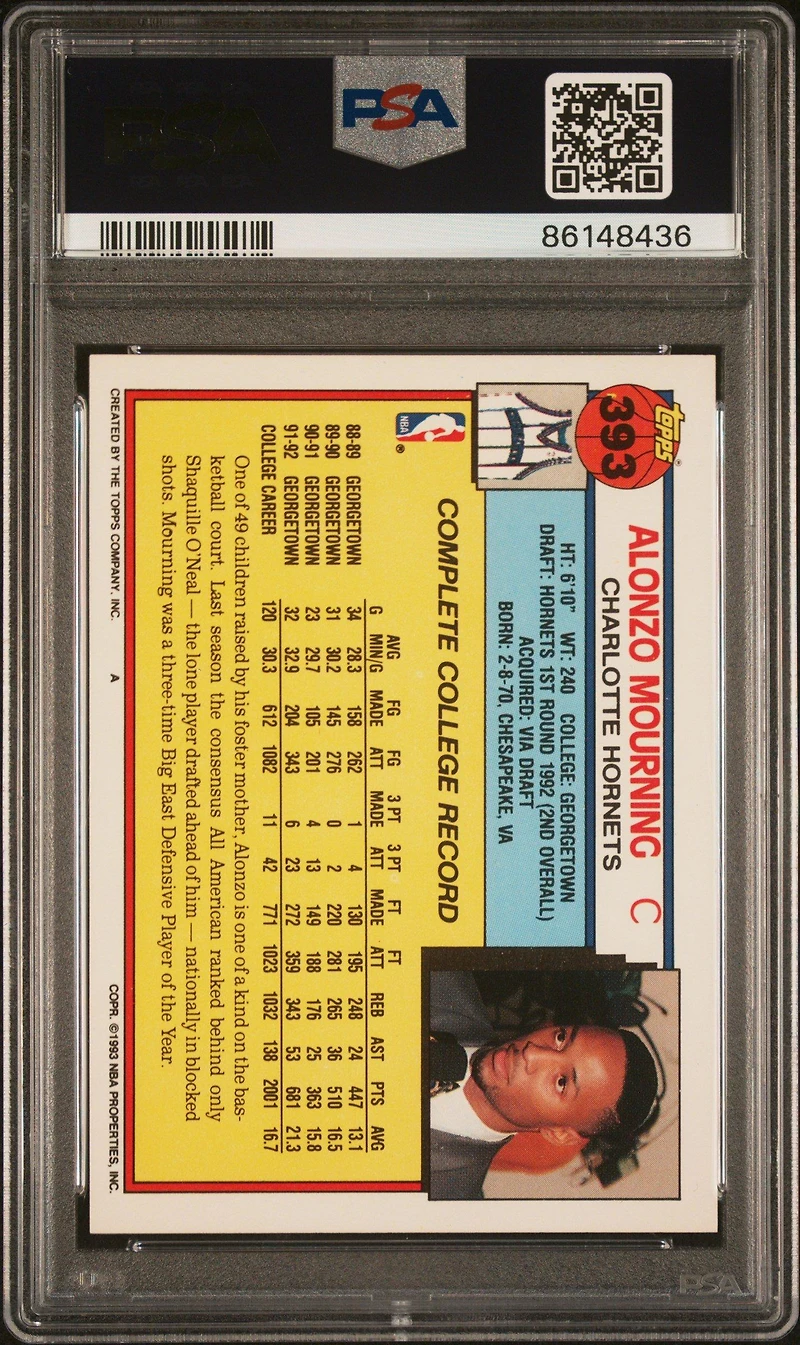 PSA
86148436
topps
®
393
ALONZO MOURNING C
CHARLOTTE HORNETS
HT: 6'10" WT: 240 COLLEGE: GEORGETOWN
DRAFT: HORNETS 1ST ROUND 1992 (2ND OVERALL)
ACQUIRED: VIA DRAFT
BORN: 2-8-70, CHESAPEAKE, VA
COMPLETE COLLEGE RECORD
NBA
®
AVG FG FG 3 PT 3 PT FT FT
G MIN/G MADE ATT MADE ATT MADE ATT REB AST PTS AVG
88-89 GEORGETOWN 34 28.3 158 262 1 4 130 195 248 24 447 13.1
89-90 GEORGETOWN 31 30.2 145 276 0 2 220 281 265 36 510 16.5
90-91 GEORGETOWN 23 29.7 105 201 4 13 149 188 176 25 363 15.8
91-92 GEORGETOWN 32 32.9 204 343 6 23 272 359 343 53 681 21.3
COLLEGE CAREER 120 30.3 612 1082 11 42 771 1023 1032 138 2001 16.7
One of 49 children raised by his foster mother, Alonzo is one of a kind on the bas-
ketball court. Last season the consensus All American ranked behind only
Shaquille O'Neal — the lone player drafted ahead of him — nationally in blocked
shots. Mourning was a three-time Big East Defensive Player of the Year.
CREATED BY THE TOPPS COMPANY, INC. A COPR. ©1993 NBA PROPERTIES, INC.
PSA